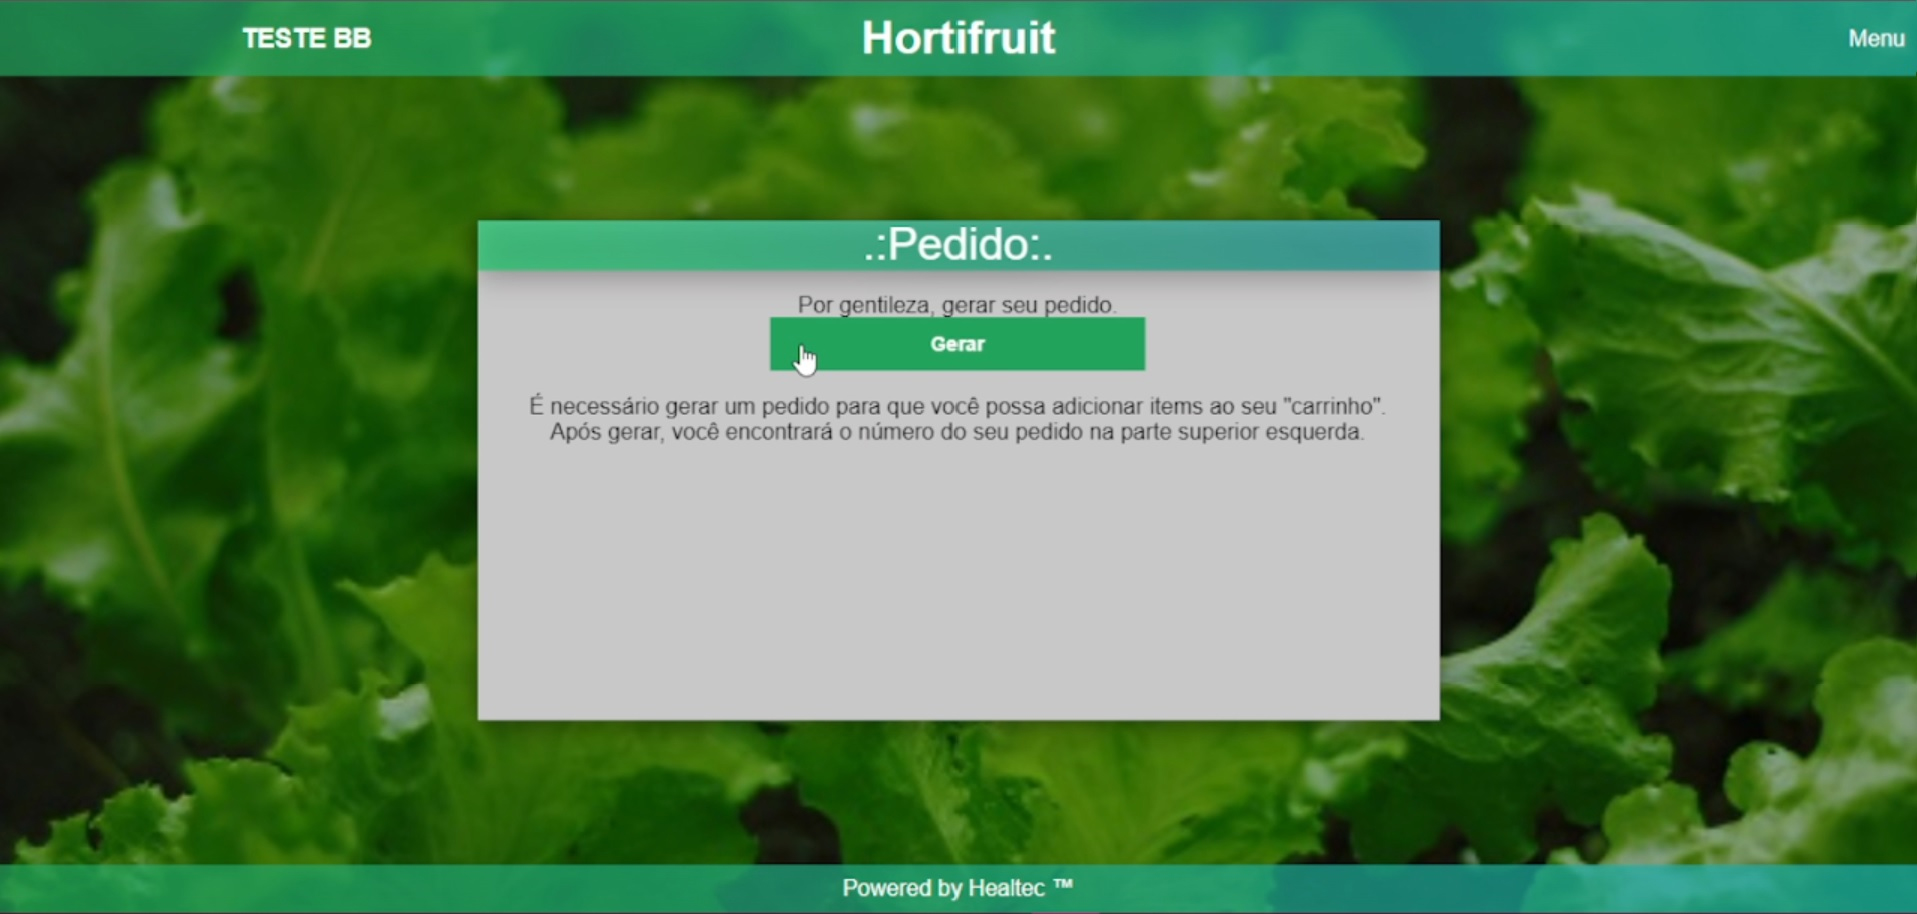 TESTE BB
Hortifruit
Menu
.:Pedido:.
Por gentileza, gerar seu pedido.
Gerar
É necessário gerar um pedido para que você possa adicionar items ao seu "carrinho".
Após gerar, você encontrará o número do seu pedido na parte superior esquerda.
Powered by Healtec ™